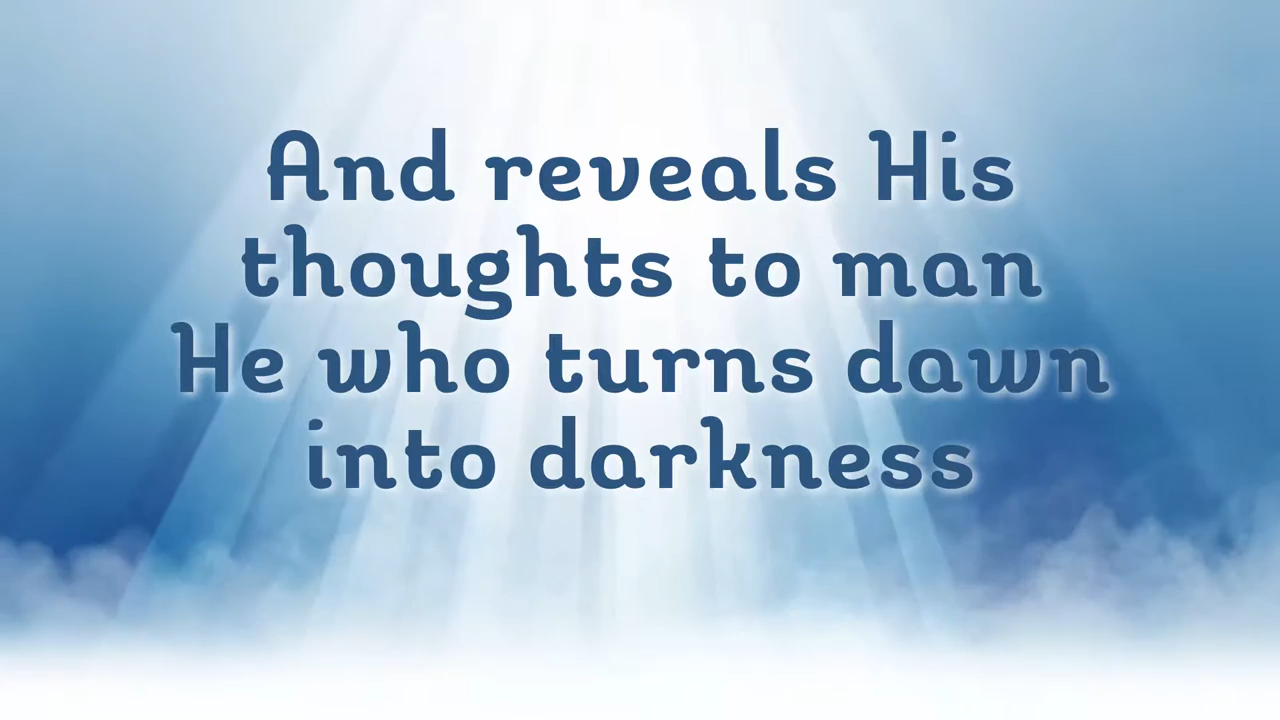 And reveals His
thoughts to man
He who turns dawn
into darkness